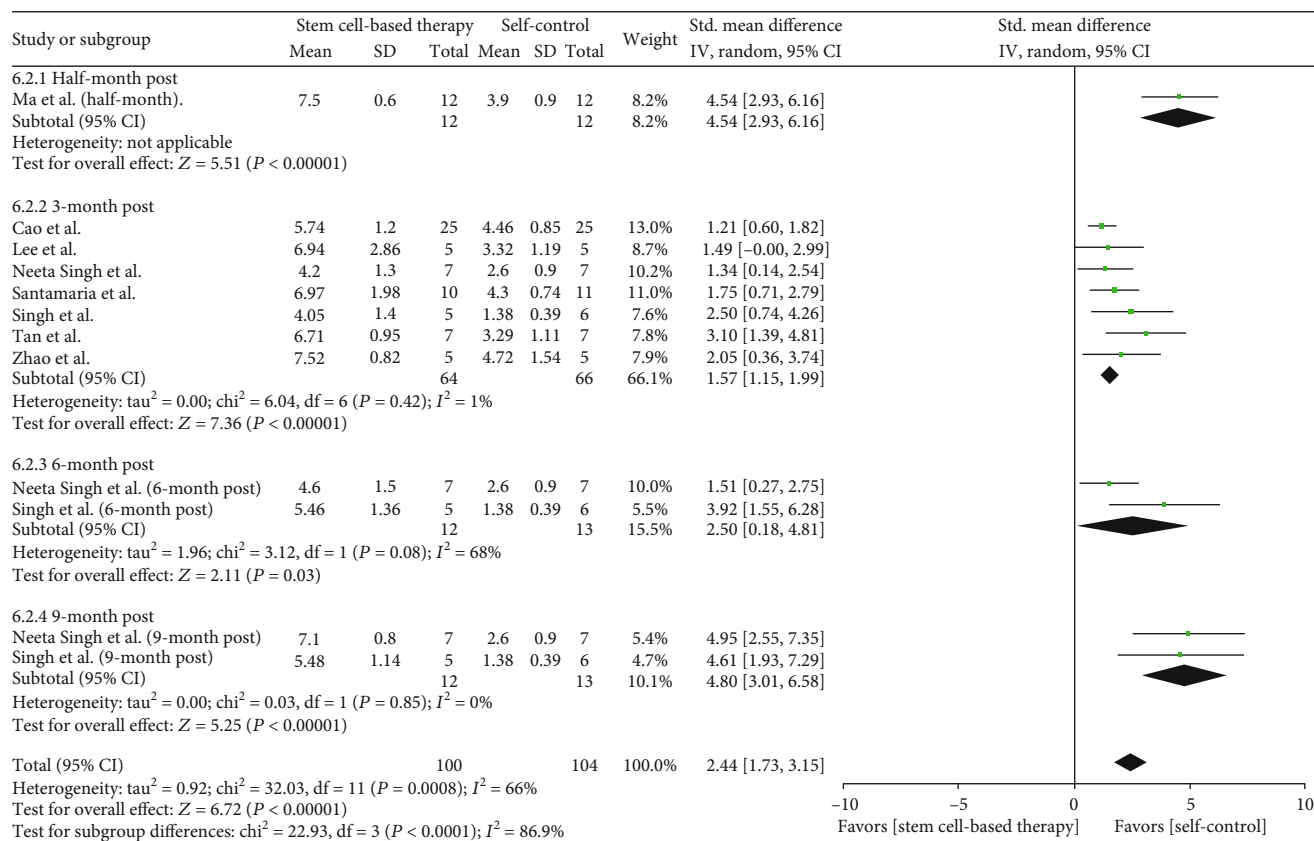 Study or subgroup Stem cell-based therapy Self-control Weight Std. mean difference Std. mean difference
Mean SD Total Mean SD Total IV, random, 95% CI IV, random, 95% CI
6.2.1 Half-month post
Ma et al. (half-month). 7.5 0.6 12 3.9 0.9 12 8.2% 4.54 [2.93, 6.16]
Subtotal (95% CI) 12 12 8.2% 4.54 [2.93, 6.16]
Heterogeneity: not applicable
Test for overall effect: Z = 5.51 (P < 0.00001)
6.2.2 3-month post
Cao et al. 5.74 1.2 25 4.46 0.85 25 13.0% 1.21 [0.60, 1.82]
Lee et al. 6.94 2.86 5 3.32 1.19 5 8.7% 1.49 [–0.00, 2.99]
Neeta Singh et al. 4.2 1.3 7 2.6 0.9 7 10.2% 1.34 [0.14, 2.54]
Santamaria et al. 6.97 1.98 10 4.3 0.74 11 11.0% 1.75 [0.71, 2.79]
Singh et al. 4.05 1.4 5 1.38 0.39 6 7.6% 2.50 [0.74, 4.26]
Tan et al. 6.71 0.95 7 3.29 1.11 7 7.8% 3.10 [1.39, 4.81]
Zhao et al. 7.52 0.82 5 4.72 1.54 5 7.9% 2.05 [0.36, 3.74]
Subtotal (95% CI) 64 66 66.1% 1.57 [1.15, 1.99]
Heterogeneity: tau² = 0.00; chi² = 6.04, df = 6 (P = 0.42); I² = 1%
Test for overall effect: Z = 7.36 (P < 0.00001)
6.2.3 6-month post
Neeta Singh et al. (6-month post) 4.6 1.5 7 2.6 0.9 7 10.0% 1.51 [0.27, 2.75]
Singh et al. (6-month post) 5.46 1.36 5 1.38 0.39 6 5.5% 3.92 [1.55, 6.28]
Subtotal (95% CI) 12 13 15.5% 2.50 [0.18, 4.81]
Heterogeneity: tau² = 1.96; chi² = 3.12, df = 1 (P = 0.08); I² = 68%
Test for overall effect: Z = 2.11 (P = 0.03)
6.2.4 9-month post
Neeta Singh et al. (9-month post) 7.1 0.8 7 2.6 0.9 7 5.4% 4.95 [2.55, 7.35]
Singh et al. (9-month post) 5.48 1.14 5 1.38 0.39 6 4.7% 4.61 [1.93, 7.29]
Subtotal (95% CI) 12 13 10.1% 4.80 [3.01, 6.58]
Heterogeneity: tau² = 0.00; chi² = 0.03, df = 1 (P = 0.85); I² = 0%
Test for overall effect: Z = 5.25 (P < 0.00001)
Total (95% CI) 100 104 100.0% 2.44 [1.73, 3.15]
Heterogeneity: tau² = 0.92; chi² = 32.03, df = 11 (P = 0.0008); I² = 66%
Test for overall effect: Z = 6.72 (P < 0.00001)
Test for subgroup differences: chi² = 22.93, df = 3 (P < 0.0001); I² = 86.9%
–10 –5 0 5 10
Favors [stem cell-based therapy] Favors [self-control]